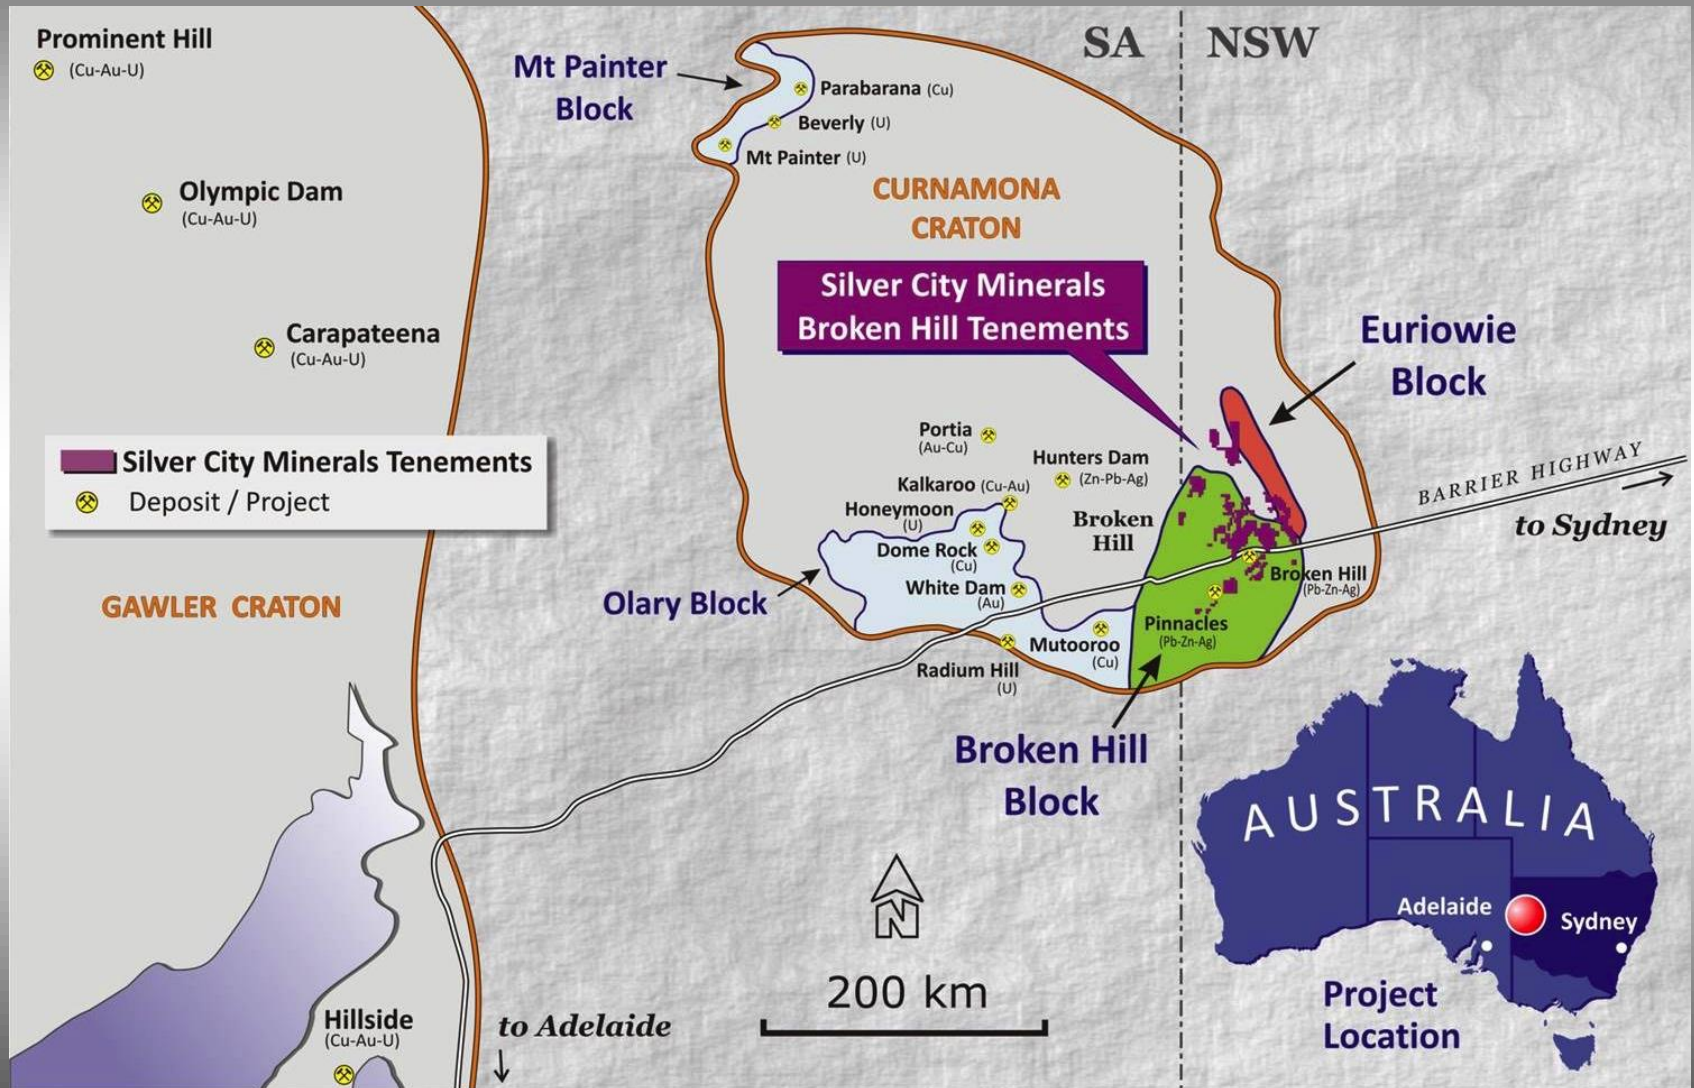 Prominent Hill
(Cu-Au-U)
Olympic Dam
(Cu-Au-U)
Carapateena
(Cu-Au-U)
Silver City Minerals Tenements
Deposit / Project
GAWLER CRATON
Hillside
(Cu-Au-U)
to Adelaide
Mt Painter
Block
Parabarana (Cu)
Beverly (U)
Mt Painter (U)
SA
NSW
CURNAMONA
CRATON
Silver City Minerals
Broken Hill Tenements
Euriowie
Block
Portia
(Au-Cu)
Hunters Dam
(Zn-Pb-Ag)
Kalkaroo (Cu-Au)
Honeymoon
(U)
Dome Rock
(Cu)
White Dam
(Au)
Broken
Hill
Olary Block
Mutooroo
(Cu)
Radium Hill
(U)
Pinnacles
(Pb-Zn-Ag)
Broken Hill
(Pb-Zn-Ag)
BARRIER HIGHWAY
to Sydney
Broken Hill
Block
N
200 km
AUSTRALIA
Adelaide
Sydney
Project
Location